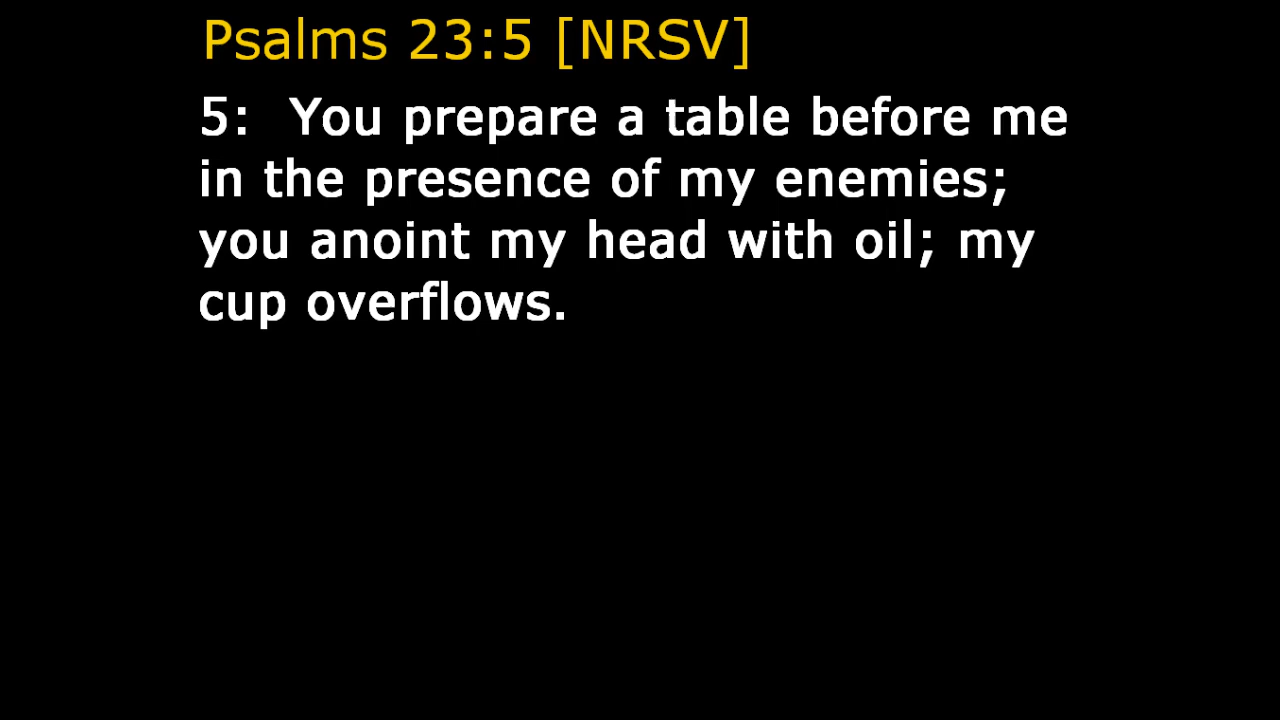 Psalms 23:5 [NRSV]
5: You prepare a table before me
in the presence of my enemies;
you anoint my head with oil; my
cup overflows.